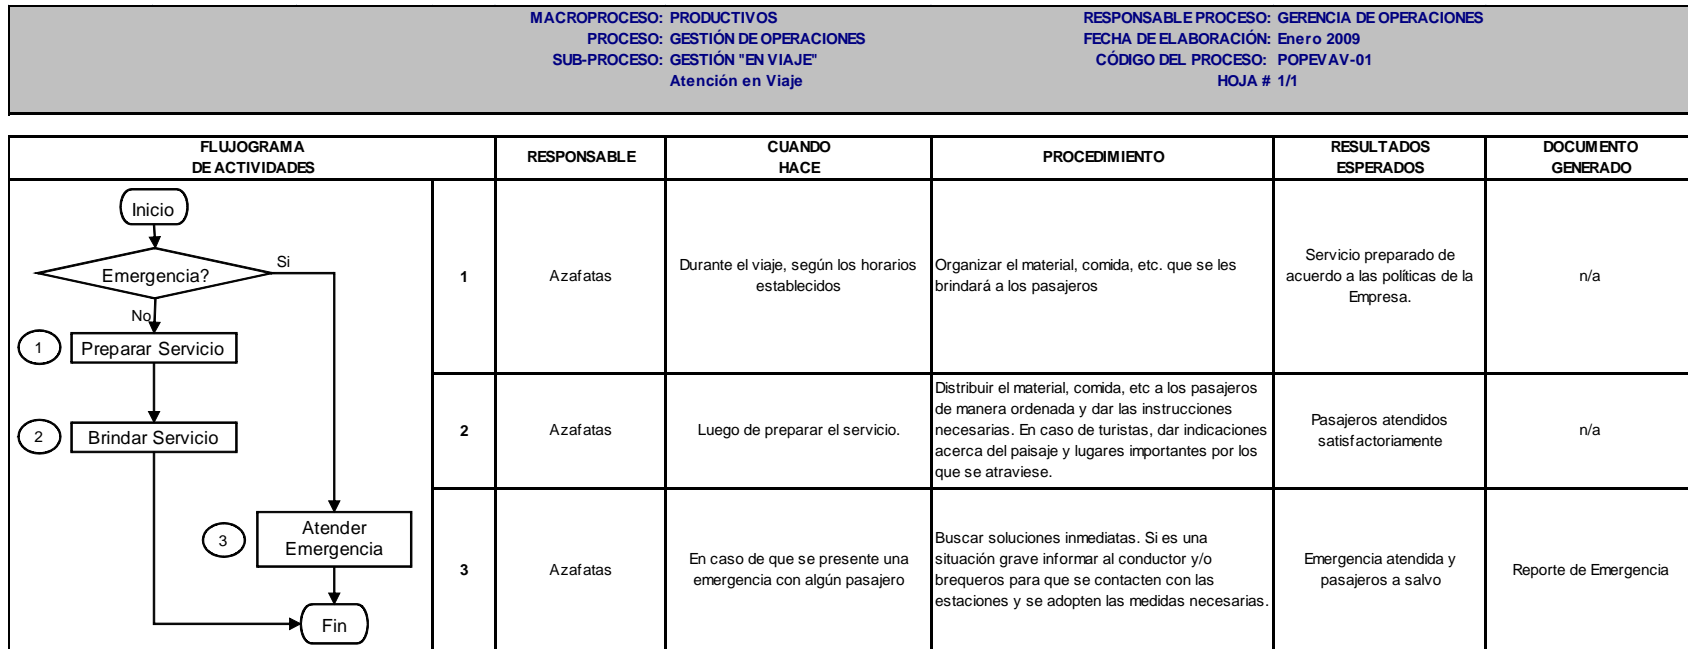 MACROPROCESO: PRODUCTIVOS RESPONSABLE PROCESO: GERENCIA DE OPERACIONES
PROCESO: GESTIÓN DE OPERACIONES FECHA DE ELABORACIÓN: Enero 2009
SUB-PROCESO: GESTIÓN "EN VIAJE" CÓDIGO DEL PROCESO: POPEVAV-01
Atención en Viaje HOJA # 1/1
FLUJOGRAMA
DE ACTIVIDADES
RESPONSABLE
CUANDO
HACE
PROCEDIMIENTO
RESULTADOS
ESPERADOS
DOCUMENTO
GENERADO
Inicio
Emergencia?
Si
No
1
Preparar Servicio
2
Brindar Servicio
3
Atender
Emergencia
Fin
1
Azafatas
Durante el viaje, según los horarios
establecidos
Organizar el material, comida, etc. que se les
brindará a los pasajeros
Servicio preparado de
acuerdo a las políticas de la
Empresa.
n/a
2
Azafatas
Luego de preparar el servicio.
Distribuir el material, comida, etc a los pasajeros
de manera ordenada y dar las instrucciones
necesarias. En caso de turistas, dar indicaciones
acerca del paisaje y lugares importantes por los
que se atraviese.
Pasajeros atendidos
satisfactoriamente
n/a
3
Azafatas
En caso de que se presente una
emergencia con algún pasajero
Buscar soluciones inmediatas. Si es una
situación grave informar al conductor y/o
brequeros para que se contacten con las
estaciones y se adopten las medidas necesarias.
Emergencia atendida y
pasajeros a salvo
Reporte de Emergencia